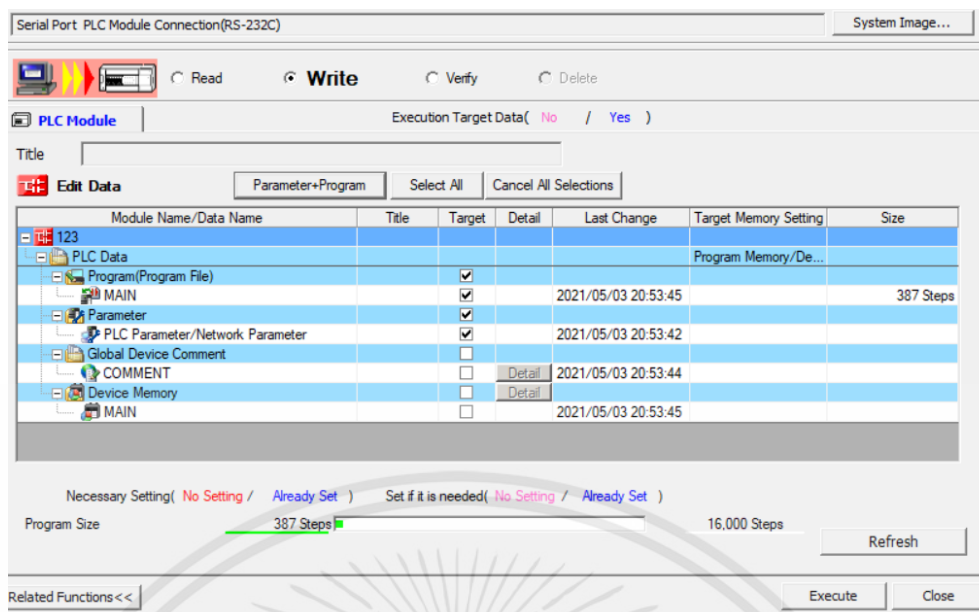 Serial Port PLC Module Connection(RS-232C) System Image...
Read Write Verify Delete
PLC Module Execution Target Data( No / Yes )
Title
Edit Data Parameter+Program Select All Cancel All Selections
Module Name/Data Name Title Target Detail Last Change Target Memory Setting Size
123
PLC Data Program Memory/De...
Program(Program File)
MAIN 2021/05/03 20:53:45 387 Steps
Parameter
PLC Parameter/Network Parameter 2021/05/03 20:53:42
Global Device Comment
COMMENT Detail 2021/05/03 20:53:44
Device Memory Detail
MAIN 2021/05/03 20:53:45
Necessary Setting( No Setting / Already Set ) Set if it is needed( No Setting / Already Set )
Program Size 387 Steps 16,000 Steps
Refresh
Related Functions<< Execute Close